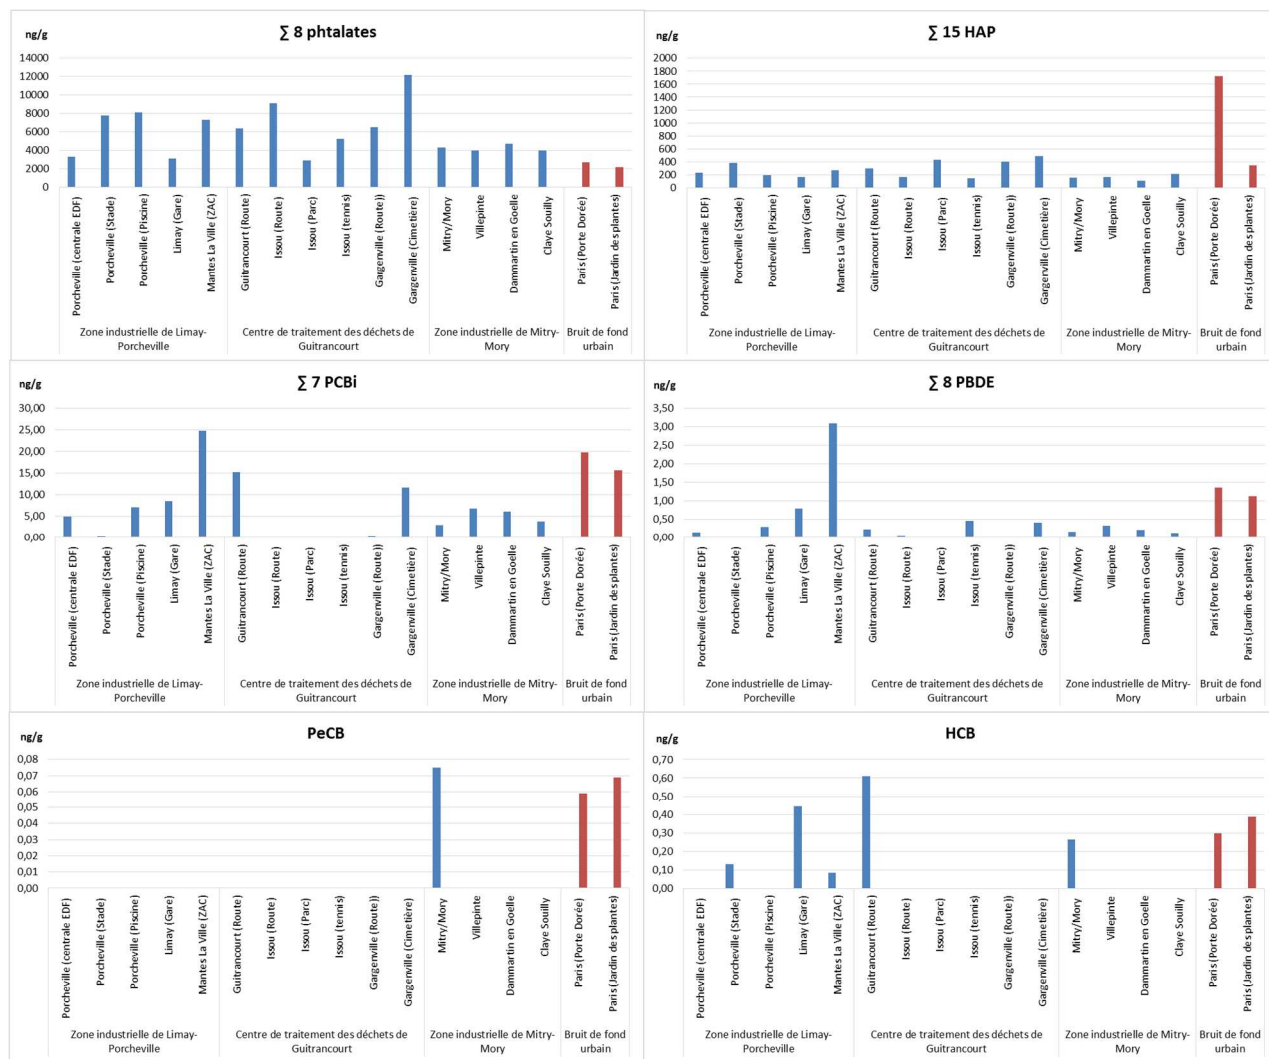 ∑ 8 phtalates
ng/g
14000
12000
10000
8000
6000
4000
2000
0
Porcheville (centrale EDF)
Porcheville (Stade)
Porcheville (Piscine)
Limay (Gare)
Mantes La Ville (ZAC)
Guitrancourt (Route)
Issou (Route)
Issou (Parc)
Issou (tennis)
Gargenville (Route))
Gargenville (Cimetière)
Mitry/Mory
Villepinte
Dammartin en Goelle
Claye Souilly
Paris (Porte Dorée)
Paris (Jardin des plantes)
Zone industrielle de Limay-
Porcheville
Centre de traitement des déchets de
Guitrancourt
Zone industrielle de Mitry-
Mory
Bruit de fond
urbain
∑ 15 HAP
ng/g
2000
1800
1600
1400
1200
1000
800
600
400
200
0
Porcheville (centrale EDF)
Porcheville (Stade)
Porcheville (Piscine)
Limay (Gare)
Mantes La Ville (ZAC)
Guitrancourt (Route)
Issou (Route)
Issou (Parc)
Issou (tennis)
Gargenville (Route))
Gargenville (Cimetière)
Mitry/Mory
Villepinte
Dammartin en Goelle
Claye Souilly
Paris (Porte Dorée)
Paris (Jardin des plantes)
Zone industrielle de Limay-
Porcheville
Centre de traitement des déchets de
Guitrancourt
Zone industrielle de Mitry-
Mory
Bruit de fond
urbain
∑ 7 PCBi
ng/g
30,00
25,00
20,00
15,00
10,00
5,00
0,00
Porcheville (centrale EDF)
Porcheville (Stade)
Porcheville (Piscine)
Limay (Gare)
Mantes La Ville (ZAC)
Guitrancourt (Route)
Issou (Route)
Issou (Parc)
Issou (tennis)
Gargenville (Route))
Gargenville (Cimetière)
Mitry/Mory
Villepinte
Dammartin en Goelle
Claye Souilly
Paris (Porte Dorée)
Paris (Jardin des plantes)
Zone industrielle de Limay-
Porcheville
Centre de traitement des déchets de
Guitrancourt
Zone industrielle de Mitry-
Mory
Bruit de fond
urbain
∑ 8 PBDE
ng/g
3,50
3,00
2,50
2,00
1,50
1,00
0,50
0,00
Porcheville (centrale EDF)
Porcheville (Stade)
Porcheville (Piscine)
Limay (Gare)
Mantes La Ville (ZAC)
Guitrancourt (Route)
Issou (Route)
Issou (Parc)
Issou (tennis)
Gargenville (Route))
Gargenville (Cimetière)
Mitry/Mory
Villepinte
Dammartin en Goelle
Claye Souilly
Paris (Porte Dorée)
Paris (Jardin des plantes)
Zone industrielle de Limay-
Porcheville
Centre de traitement des déchets de
Guitrancourt
Zone industrielle de Mitry-
Mory
Bruit de fond
urbain
PeCB
ng/g
0,08
0,07
0,06
0,05
0,04
0,03
0,02
0,01
0,00
Porcheville (centrale EDF)
Porcheville (Stade)
Porcheville (Piscine)
Limay (Gare)
Mantes La Ville (ZAC)
Guitrancourt (Route)
Issou (Route)
Issou (Parc)
Issou (tennis)
Gargenville (Route))
Gargenville (Cimetière)
Mitry/Mory
Villepinte
Dammartin en Goelle
Claye Souilly
Paris (Porte Dorée)
Paris (Jardin des plantes)
Zone industrielle de Limay-
Porcheville
Centre de traitement des déchets de
Guitrancourt
Zone industrielle de Mitry-
Mory
Bruit de fond
urbain
HCB
ng/g
0,70
0,60
0,50
0,40
0,30
0,20
0,10
0,00
Porcheville (centrale EDF)
Porcheville (Stade)
Porcheville (Piscine)
Limay (Gare)
Mantes La Ville (ZAC)
Guitrancourt (Route)
Issou (Route)
Issou (Parc)
Issou (tennis)
Gargenville (Route))
Gargenville (Cimetière)
Mitry/Mory
Villepinte
Dammartin en Goelle
Claye Souilly
Paris (Porte Dorée)
Paris (Jardin des plantes)
Zone industrielle de Limay-
Porcheville
Centre de traitement des déchets de
Guitrancourt
Zone industrielle de Mitry-
Mory
Bruit de fond
urbain